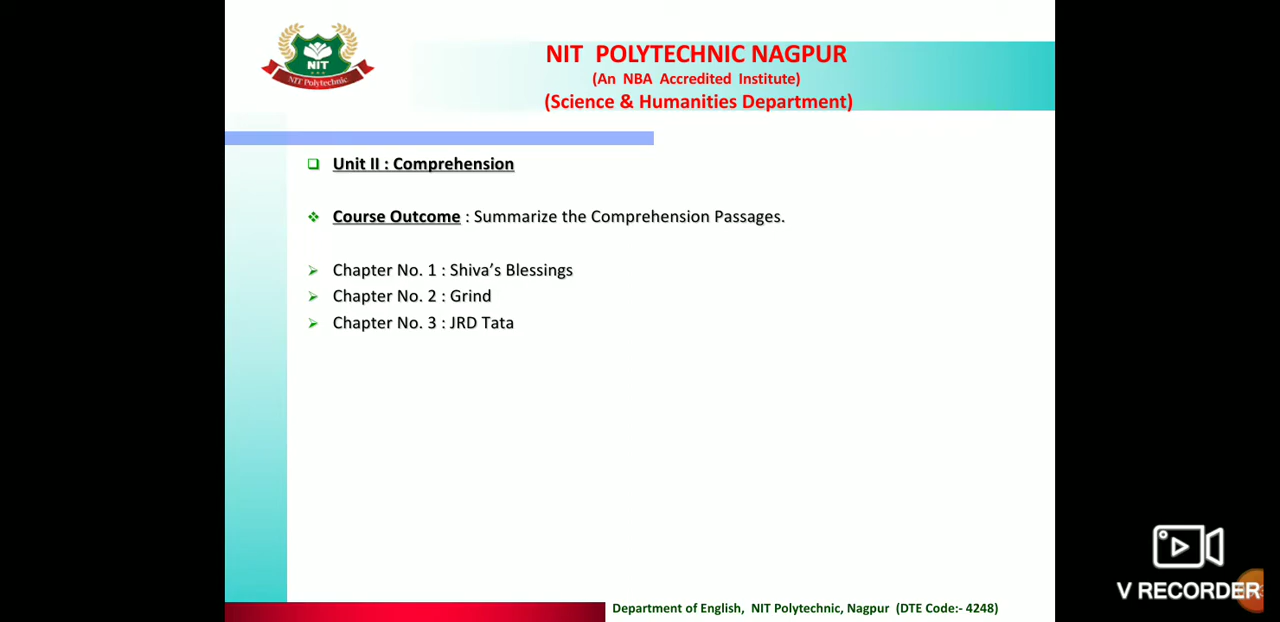 NIT
NIT Polytechnic
NIT POLYTECHNIC NAGPUR
(An NBA Accredited Institute)
(Science & Humanities Department)
Unit II : Comprehension
Course Outcome : Summarize the Comprehension Passages.
Chapter No. 1 : Shiva’s Blessings
Chapter No. 2 : Grind
Chapter No. 3 : JRD Tata
V RECORDER
Department of English, NIT Polytechnic, Nagpur (DTE Code:- 4248)